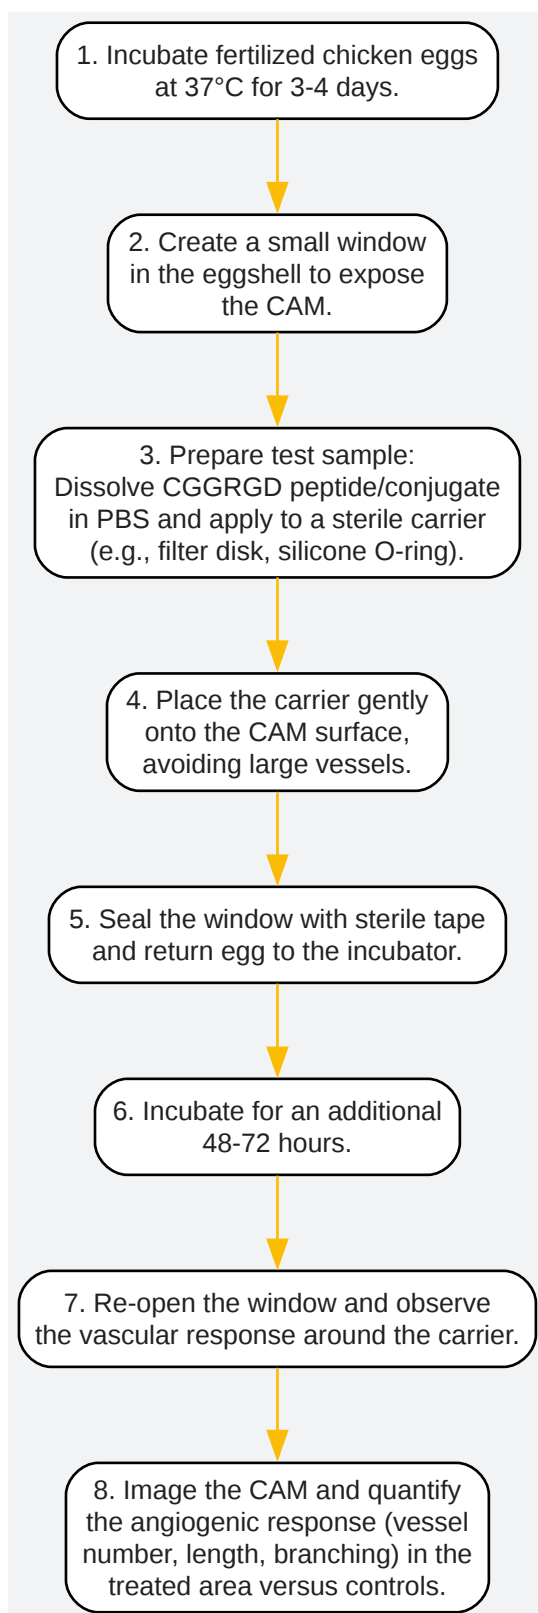 1. Incubate fertilized chicken eggs
at 37°C for 3-4 days.
2. Create a small window
in the eggshell to expose
the CAM.
3. Prepare test sample:
Dissolve CGGRGD peptide/conjugate
in PBS and apply to a sterile carrier
(e.g., filter disk, silicone O-ring).
4. Place the carrier gently
onto the CAM surface,
avoiding large vessels.
5. Seal the window with sterile tape
and return egg to the incubator.
6. Incubate for an additional
48-72 hours.
7. Re-open the window and observe
the vascular response around the carrier.
8. Image the CAM and quantify
the angiogenic response (vessel
number, length, branching) in the
treated area versus controls.